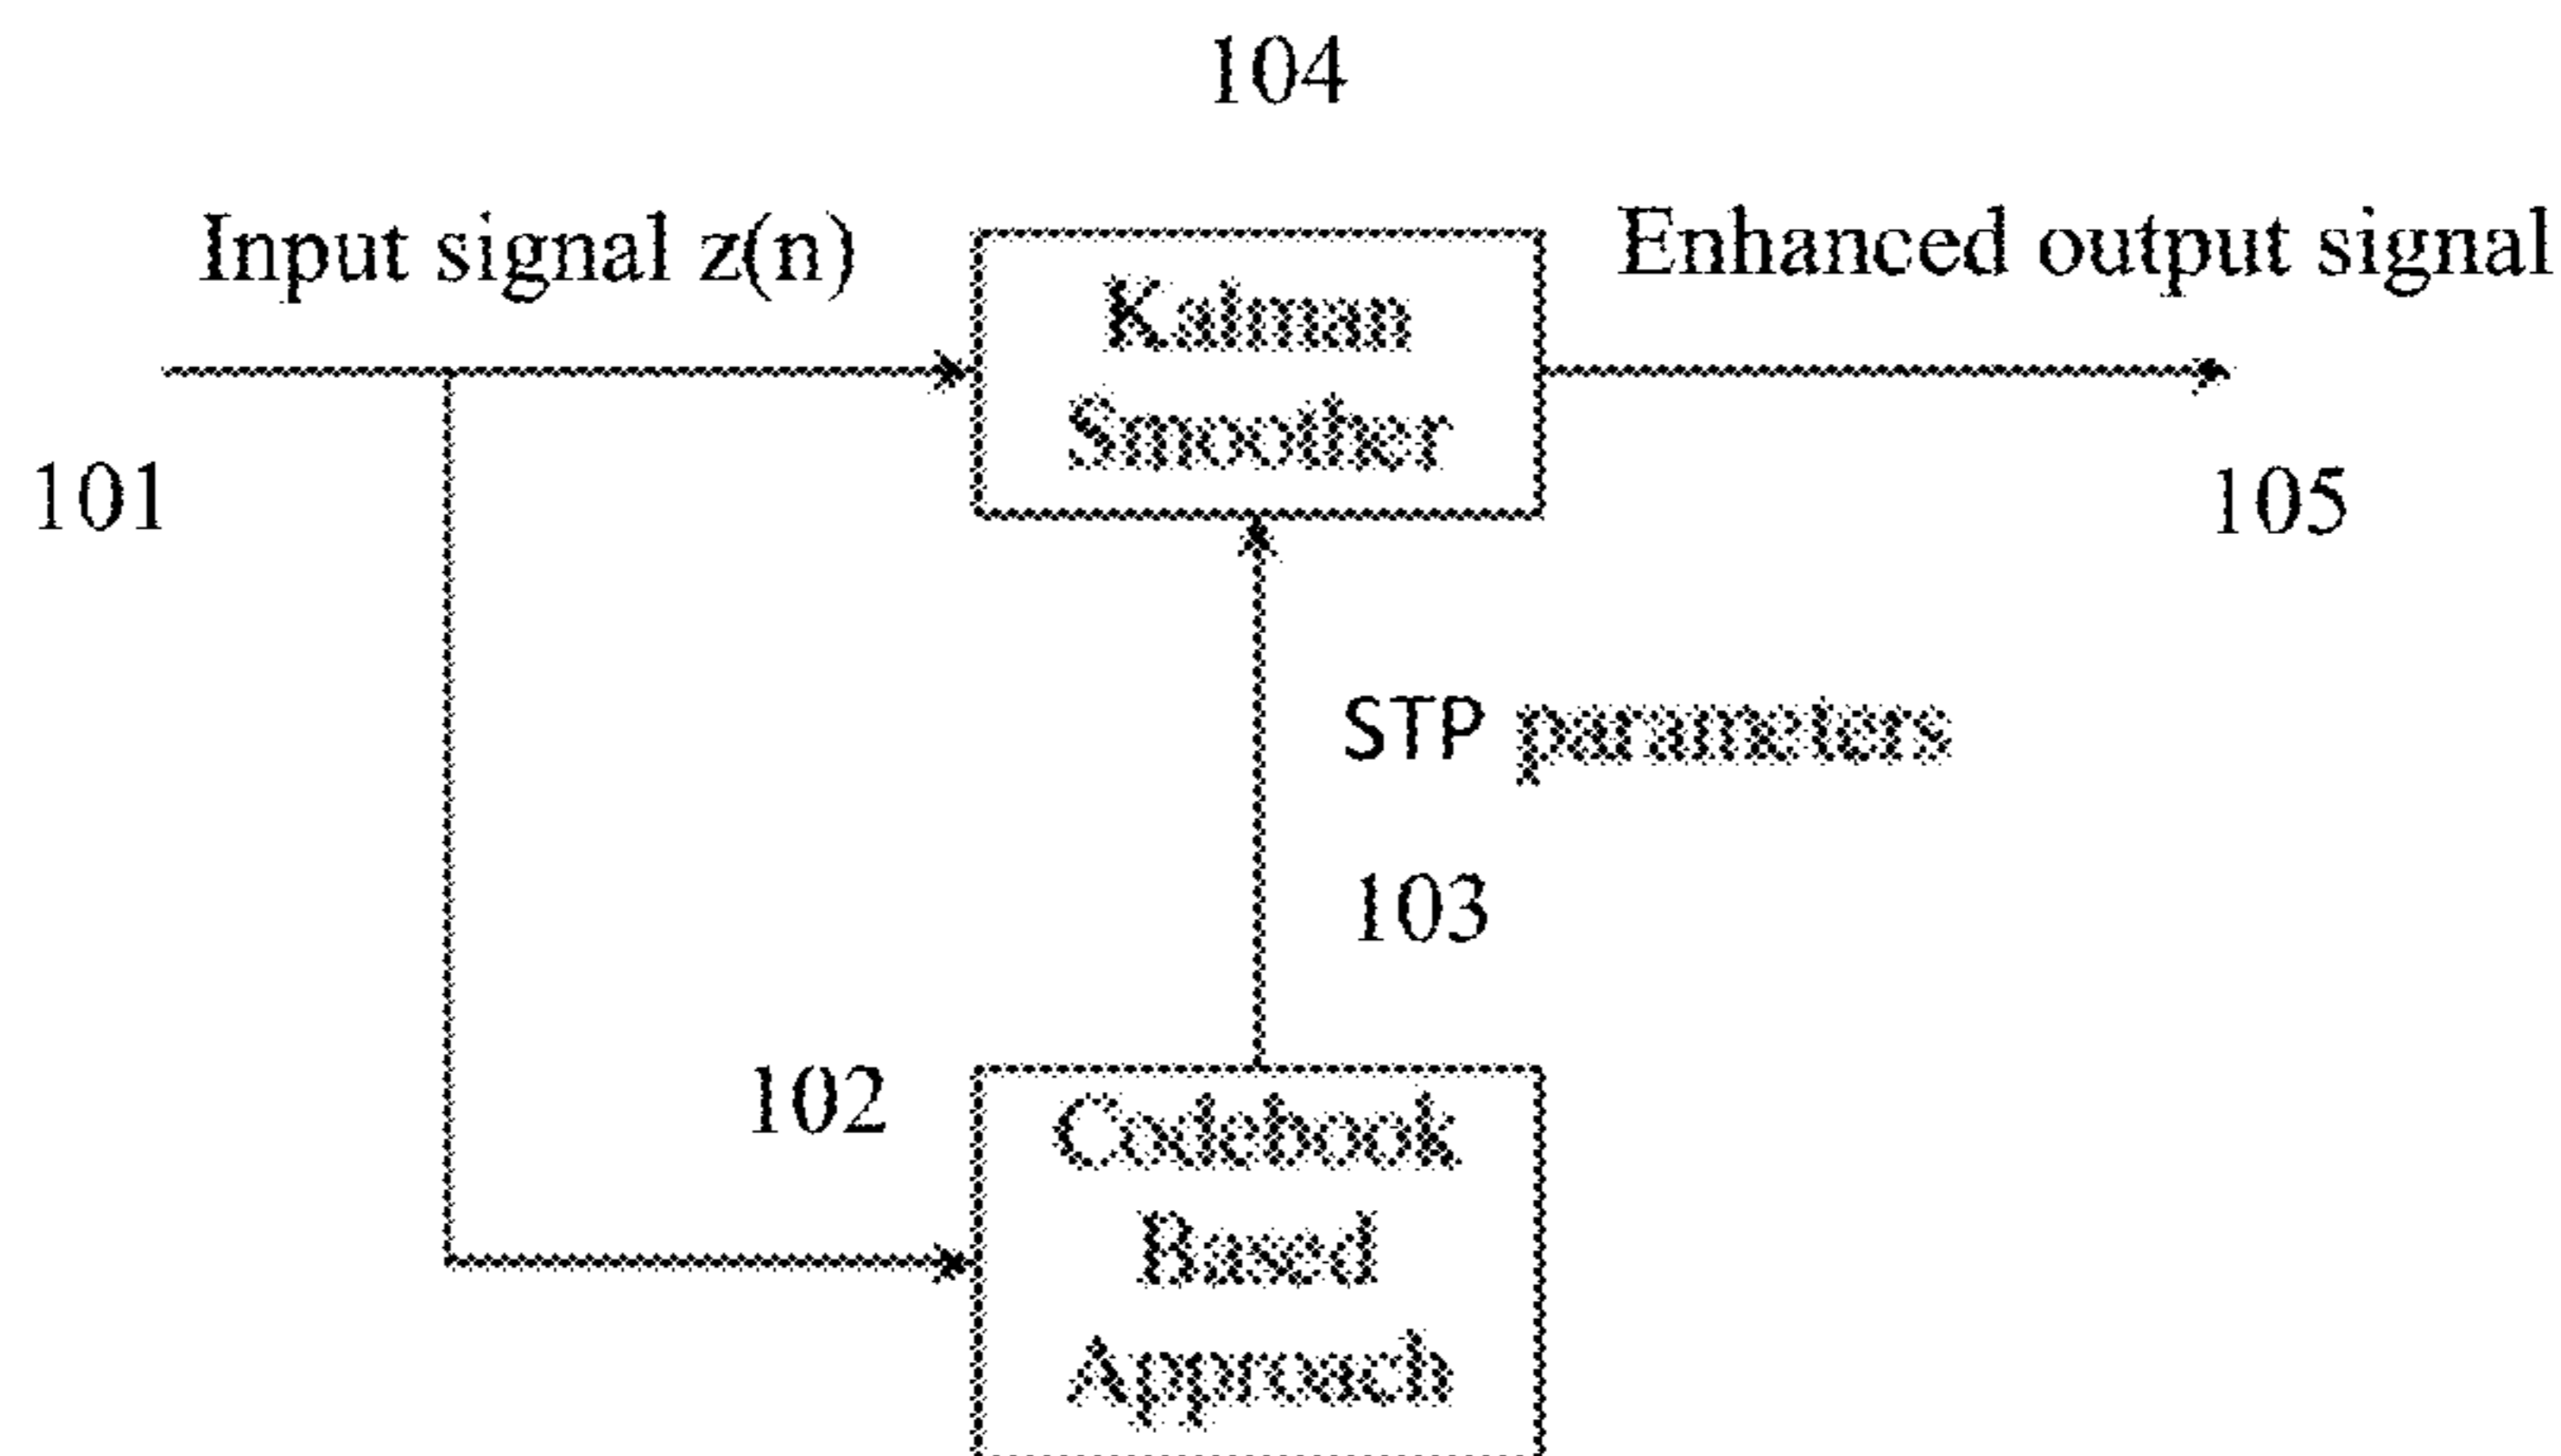 104
Input signal z(n)
Enhanced output signal
Kalman
Smoother
101
105
STP parameters
103
102
Codebook
Based
Approach